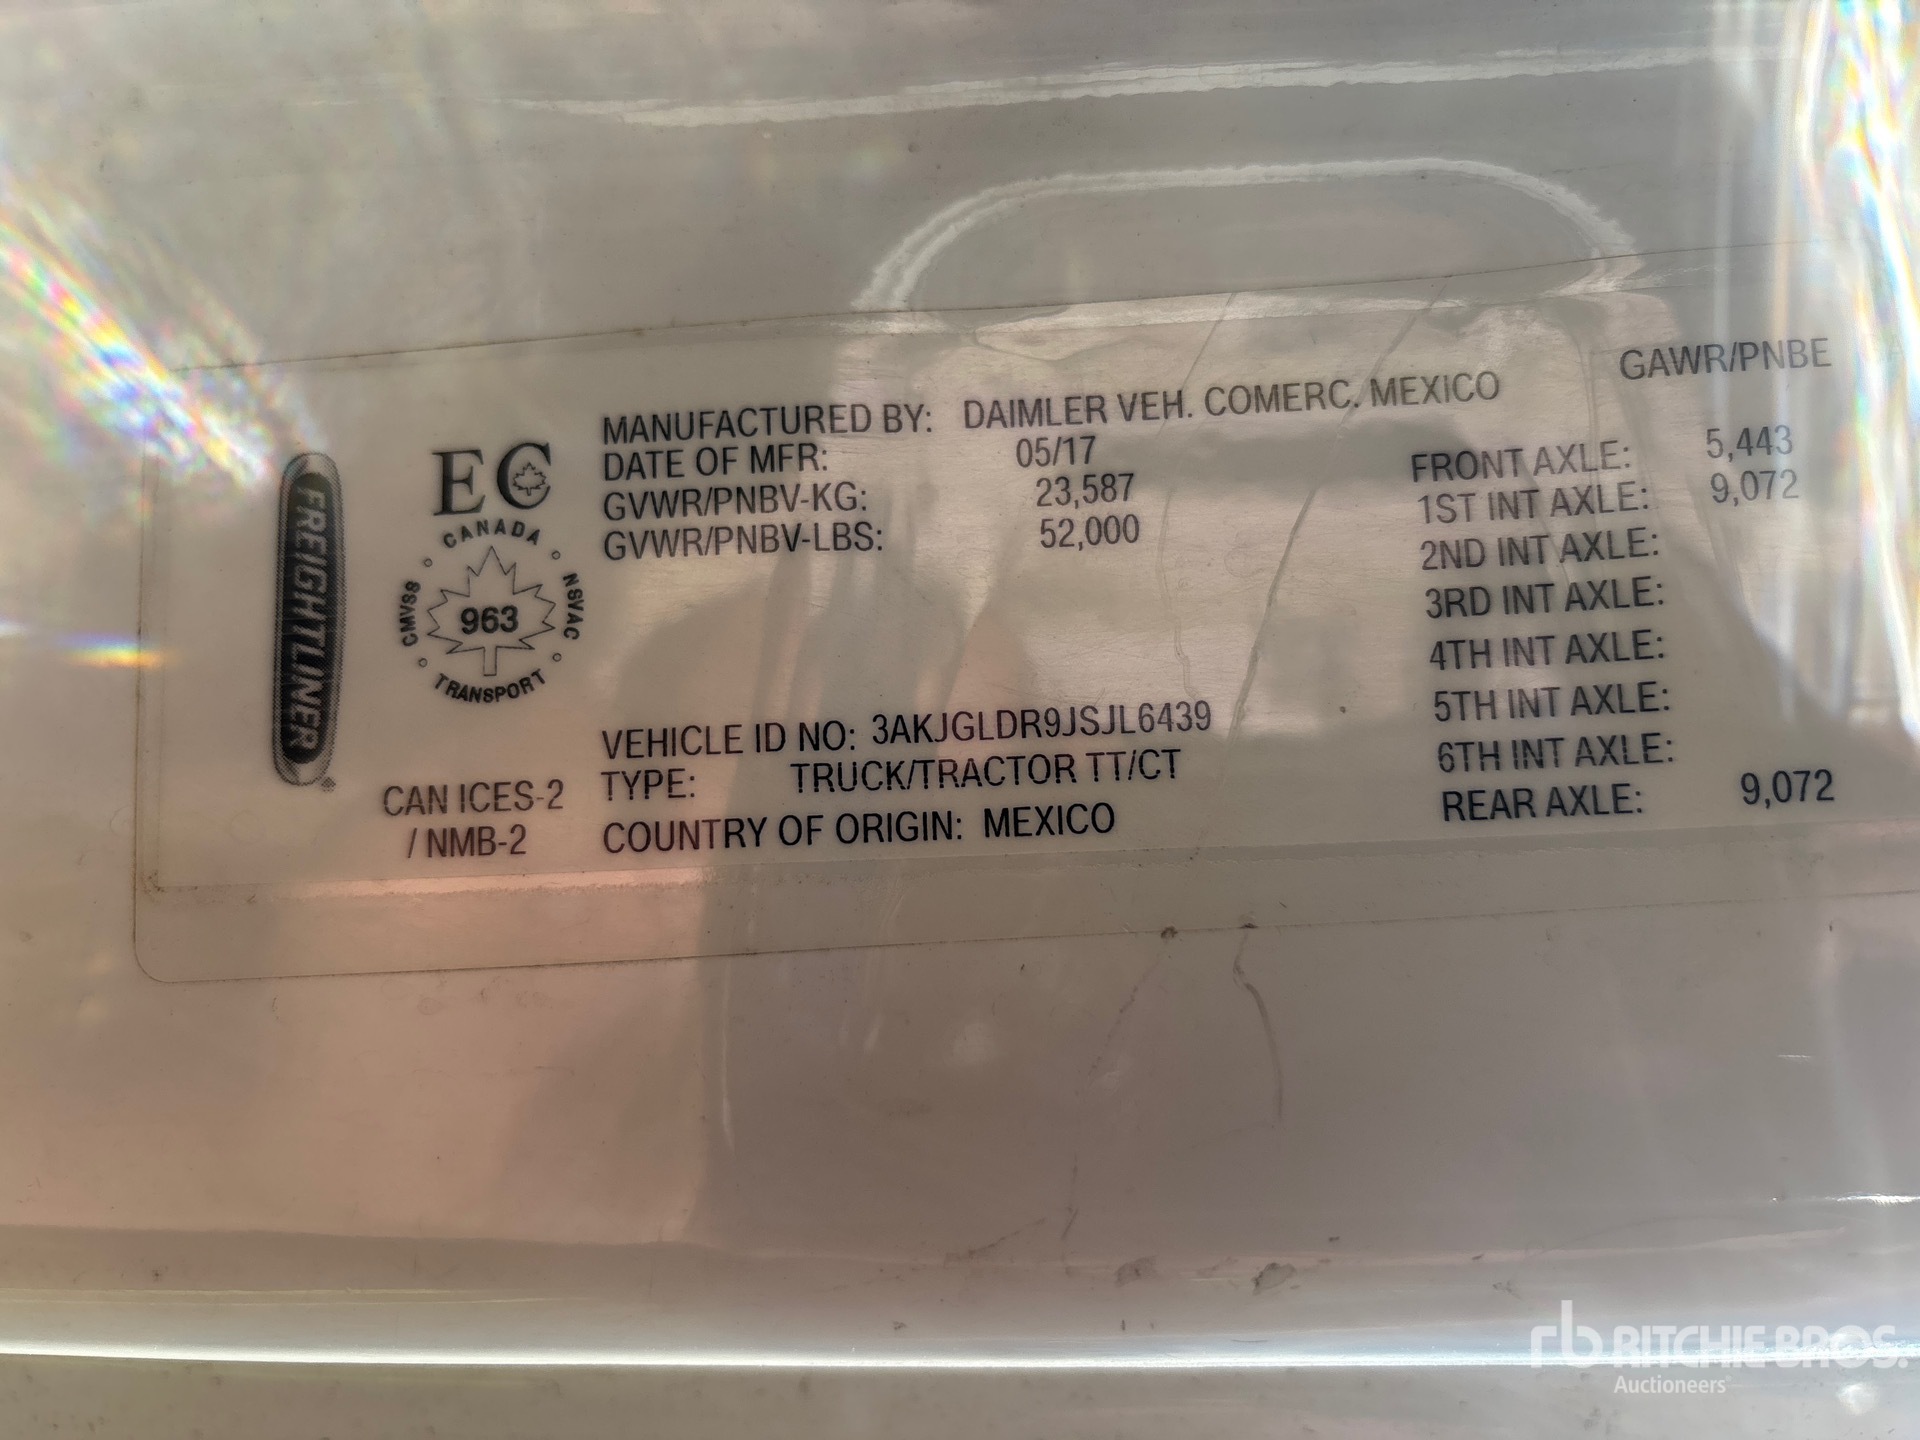 FREIGHTLINER
EC
CANADA
CMVSS
963
NSVAC
TRANSPORT
CAN ICES-2
/ NMB-2
MANUFACTURED BY: DAIMLER VEH. COMERC. MEXICO
DATE OF MFR: 05/17
GVWR/PNBV-KG: 23,587
GVWR/PNBV-LBS: 52,000
VEHICLE ID NO: 3AKJGLDR9JSJL6439
TYPE: TRUCK/TRACTOR TT/CT
COUNTRY OF ORIGIN: MEXICO
GAWR/PNBE
FRONT AXLE: 5,443
1ST INT AXLE: 9,072
2ND INT AXLE:
3RD INT AXLE:
4TH INT AXLE:
5TH INT AXLE:
6TH INT AXLE:
REAR AXLE: 9,072
rb RITCHIE BROS.
Auctioneers